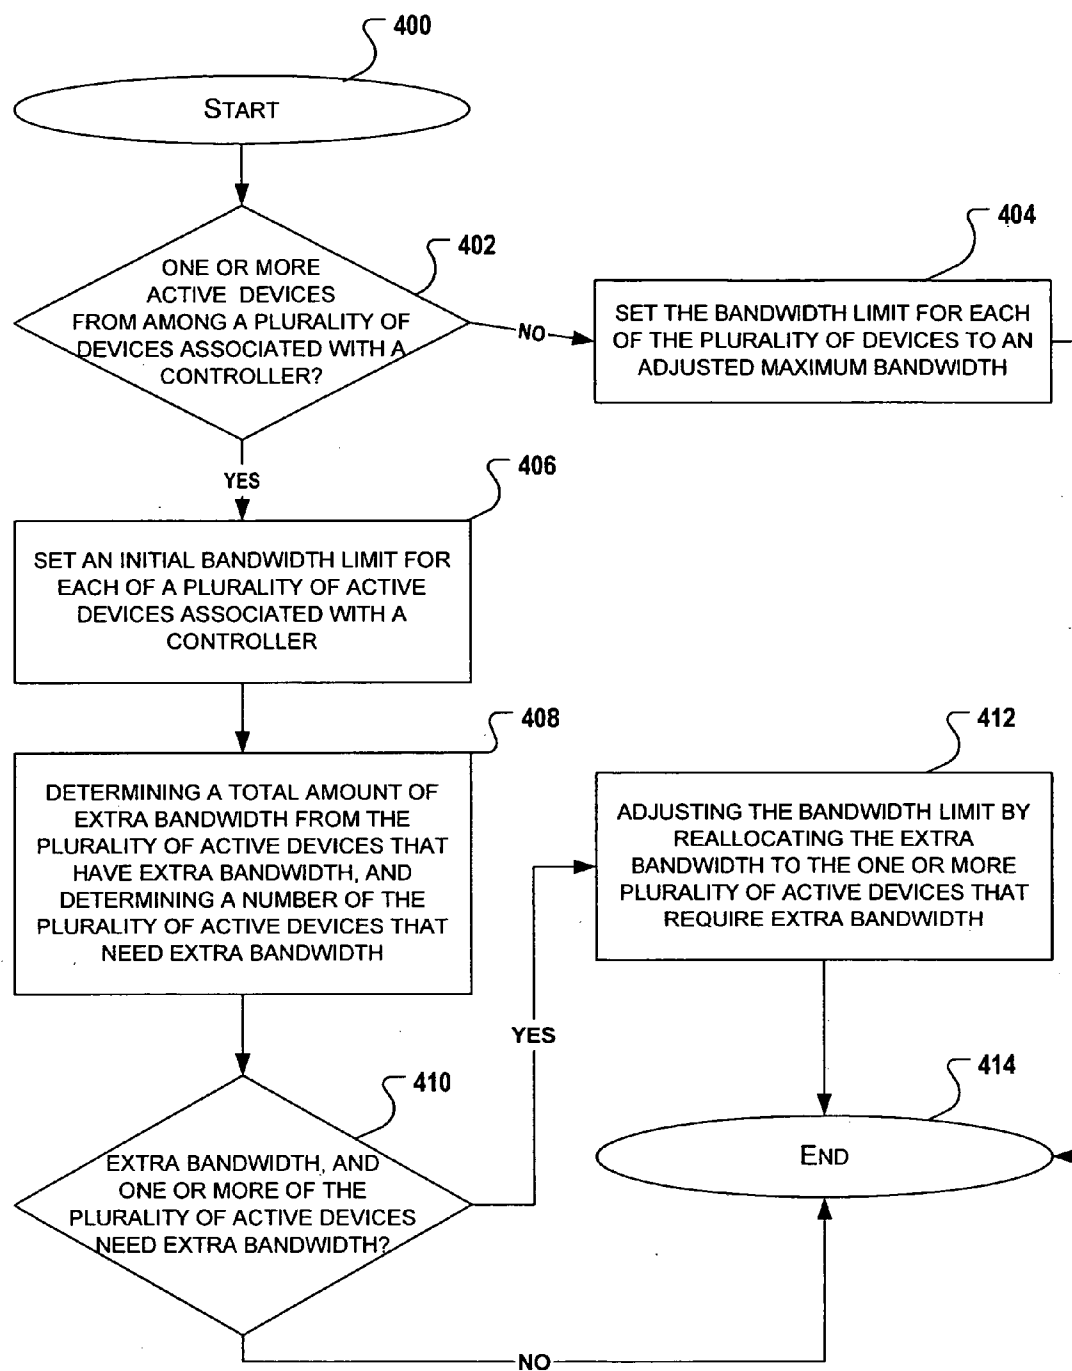 400
START
402
ONE OR MORE
ACTIVE DEVICES
FROM AMONG A PLURALITY OF
DEVICES ASSOCIATED WITH A
CONTROLLER?
NO
404
SET THE BANDWIDTH LIMIT FOR EACH
OF THE PLURALITY OF DEVICES TO AN
ADJUSTED MAXIMUM BANDWIDTH
YES
406
SET AN INITIAL BANDWIDTH LIMIT FOR
EACH OF A PLURALITY OF ACTIVE
DEVICES ASSOCIATED WITH A
CONTROLLER
408
DETERMINING A TOTAL AMOUNT OF
EXTRA BANDWIDTH FROM THE
PLURALITY OF ACTIVE DEVICES THAT
HAVE EXTRA BANDWIDTH, AND
DETERMINING A NUMBER OF THE
PLURALITY OF ACTIVE DEVICES THAT
NEED EXTRA BANDWIDTH
410
EXTRA BANDWIDTH, AND
ONE OR MORE OF THE
PLURALITY OF ACTIVE DEVICES
NEED EXTRA BANDWIDTH?
YES
412
ADJUSTING THE BANDWIDTH LIMIT BY
REALLOCATING THE EXTRA
BANDWIDTH TO THE ONE OR MORE
PLURALITY OF ACTIVE DEVICES THAT
REQUIRE EXTRA BANDWIDTH
414
END
NO